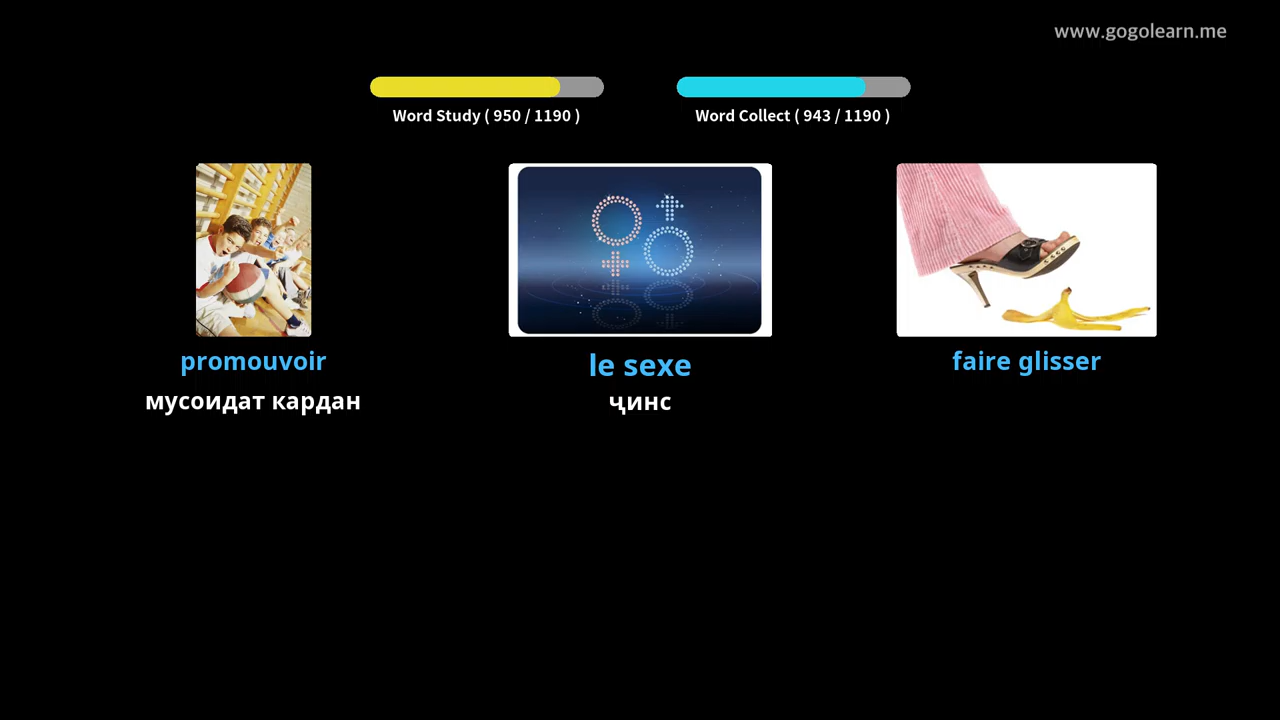 www.gogolearn.me
Word Study ( 950 / 1190 )
Word Collect ( 943 / 1190 )
promouvoir
мусоидат кардан
le sexe
ҷинс
faire glisser